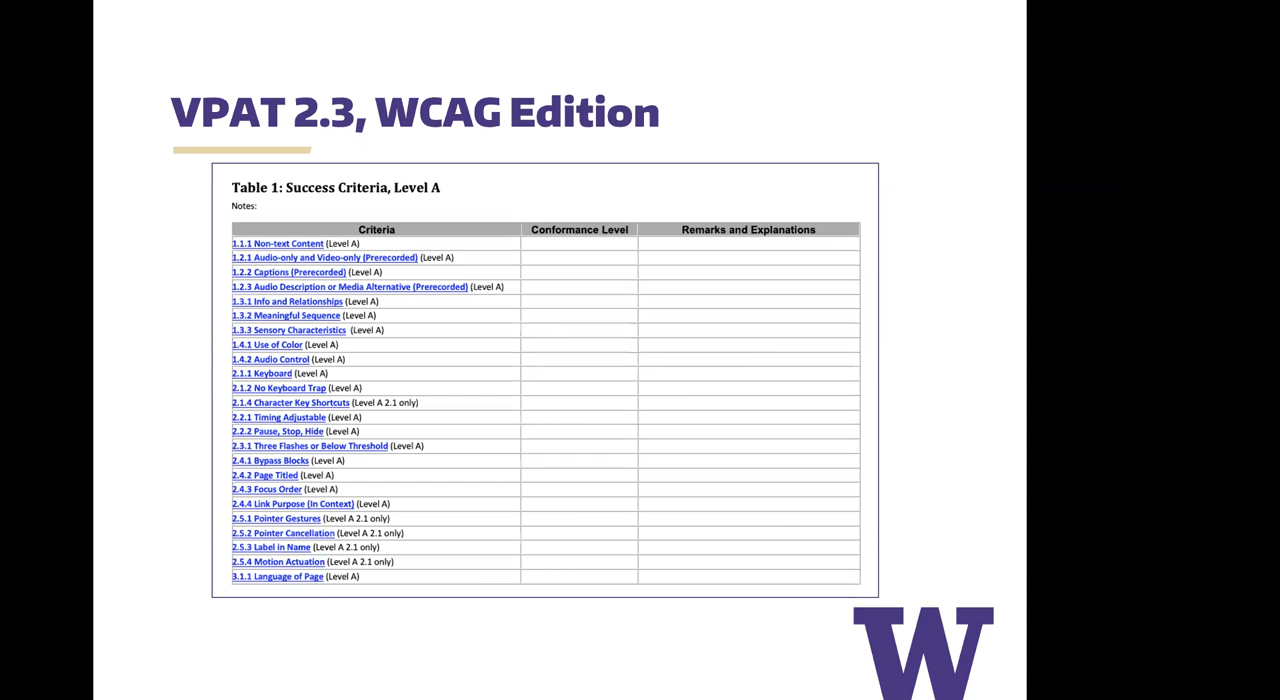 VPAT 2.3, WCAG Edition
Table 1: Success Criteria, Level A
Notes:
Criteria Conformance Level Remarks and Explanations
1.1.1 Non-text Content (Level A)
1.2.1 Audio-only and Video-only (Prerecorded) (Level A)
1.2.2 Captions (Prerecorded) (Level A)
1.2.3 Audio Description or Media Alternative (Prerecorded) (Level A)
1.3.1 Info and Relationships (Level A)
1.3.2 Meaningful Sequence (Level A)
1.3.3 Sensory Characteristics (Level A)
1.4.1 Use of Color (Level A)
1.4.2 Audio Control (Level A)
2.1.1 Keyboard (Level A)
2.1.2 No Keyboard Trap (Level A)
2.1.4 Character Key Shortcuts (Level A 2.1 only)
2.2.1 Timing Adjustable (Level A)
2.2.2 Pause, Stop, Hide (Level A)
2.3.1 Three Flashes or Below Threshold (Level A)
2.4.1 Bypass Blocks (Level A)
2.4.2 Page Titled (Level A)
2.4.3 Focus Order (Level A)
2.4.4 Link Purpose (In Context) (Level A)
2.5.1 Pointer Gestures (Level A 2.1 only)
2.5.2 Pointer Cancellation (Level A 2.1 only)
2.5.3 Label in Name (Level A 2.1 only)
2.5.4 Motion Actuation (Level A 2.1 only)
3.1.1 Language of Page (Level A)
W